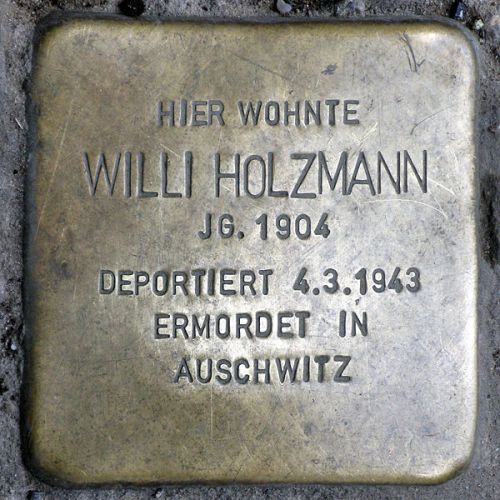 HIER WOHNTE
WILLI HOLZMANN
JG. 1904
DEPORTIERT 4.3.1943
ERMORDET IN
AUSCHWITZ